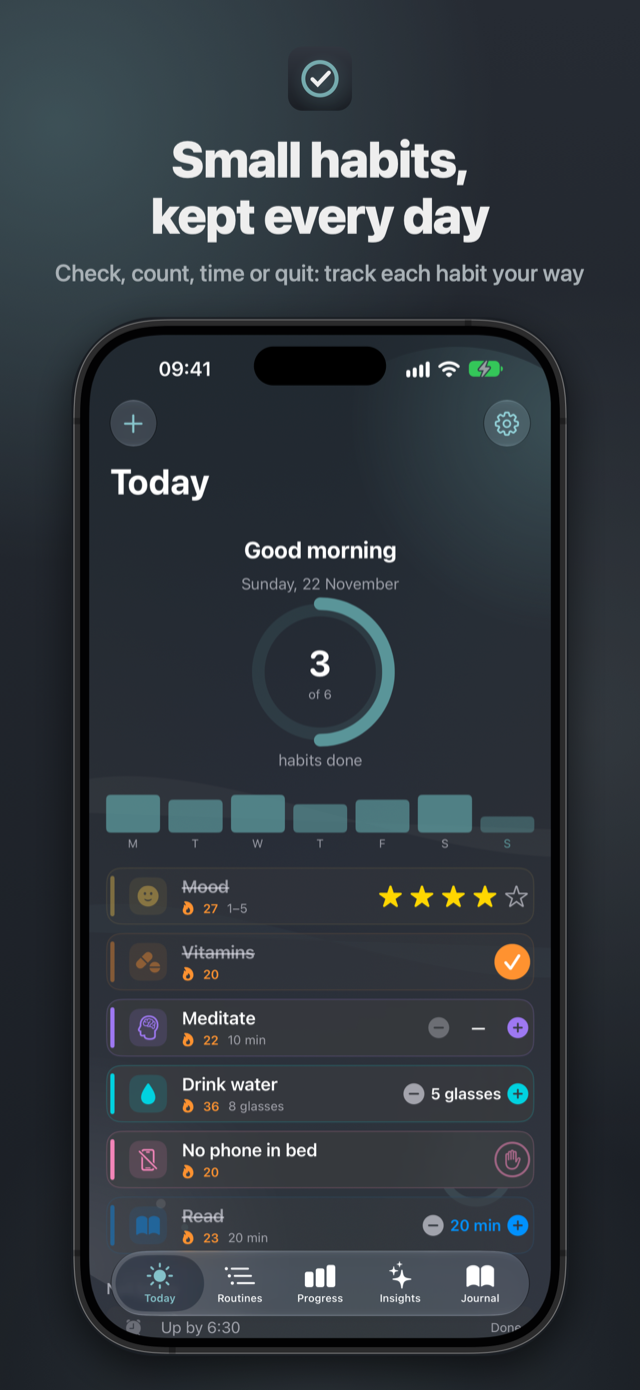 Small habits,
kept every day
Check, count, time or quit: track each habit your way
09:41
Today
Good morning
Sunday, 22 November
3
of 6
habits done
M T W T F S S
Mood
27 1–5
Vitamins
20
Meditate
22 10 min
–
Drink water
36 8 glasses
5 glasses
No phone in bed
20
Read
23 20 min
20 min
Today Routines Progress Insights Journal
Up by 6:30 Done